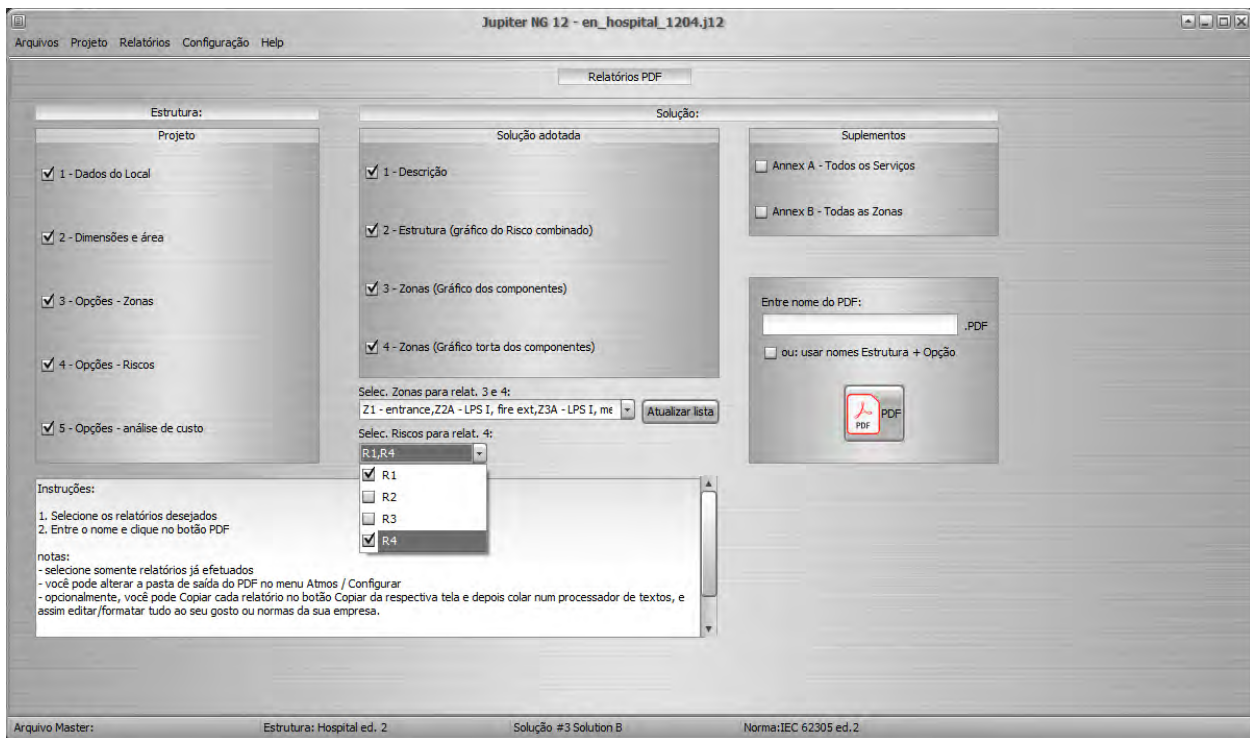 Jupiter NG 12 - en_hospital_1204.j12
Arquivos Projeto Relatórios Configuração Help
Relatórios PDF
Estrutura:
Projeto
1 - Dados do Local
2 - Dimensões e área
3 - Opções - Zonas
4 - Opções - Riscos
5 - Opções - análise de custo
Solução:
Solução adotada
1 - Descrição
2 - Estrutura (gráfico do Risco combinado)
3 - Zonas (Gráfico dos componentes)
4 - Zonas (Gráfico torta dos componentes)
Selec. Zonas para relat. 3 e 4:
Z1 - entrance,Z2A - LPS I, fire ext,Z3A - LPS I, me
Atualizar lista
Selec. Riscos para relat. 4:
R1,R4
R1
R2
R3
R4
Suplementos
Annex A - Todos os Serviços
Annex B - Todas as Zonas
Entre nome do PDF:
.PDF
ou: usar nomes Estrutura + Opção
PDF
PDF
Instruções:
1. Selecione os relatórios desejados
2. Entre o nome e clique no botão PDF
notas:
- selecione somente relatórios já efetuados
- você pode alterar a pasta de saída do PDF no menu Atmos / Configurar
- opcionalmente, você pode Copiar cada relatório no botão Copiar da respectiva tela e depois colar num processador de textos, e
assim editar/formatar tudo ao seu gosto ou normas da sua empresa.
Arquivo Master:
Estrutura: Hospital ed. 2
Solução #3 Solution B
Norma:IEC 62305 ed.2